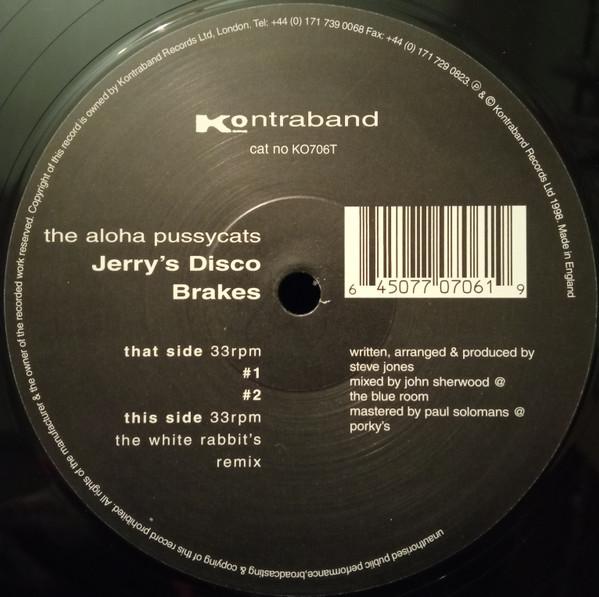 All rights of the manufacturer & the owner of the recorded work reserved. Copyright of this record is owned by Kontraband Records Ltd, London. Tel: +44 (0) 171 739 0068 Fax: +44 (0) 171 729 0823. ℗ & © Kontraband Records Ltd 1998. Made in England
Kontraband
cat no KO706T
the aloha pussycats
Jerry's Disco
Brakes
6 45077 07061 9
that side 33rpm
#1
#2
this side 33rpm
the white rabbit's
remix
written, arranged & produced by
steve jones
mixed by john sherwood @
the blue room
mastered by paul solomans @
porky's
unauthorised public performance,broadcasting & copying of this record prohibited.